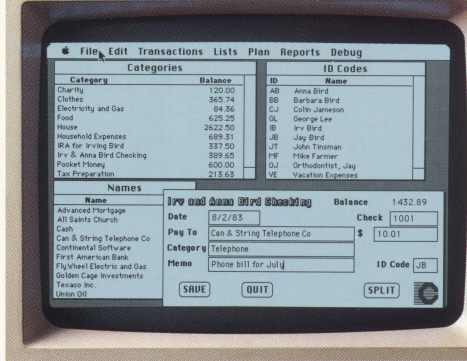 File Edit Transactions Lists Plan Reports Debug
Categories
Category Balance
Charity 120.00
Clothes 365.74
Electricity and Gas 84.36
Food 625.25
House 2622.50
Household Expenses 689.31
IRA for Irving Bird 337.50
Irv & Anna Bird Checking 389.65
Pocket Money 600.00
Tax Preparation 213.63
ID Codes
ID Name
AB Anna Bird
BB Barbara Bird
CJ Colin Jameson
GL George Lee
IB Irv Bird
JB Jay Bird
JT John Tinsman
MF Mike Farmer
OJ Orthodontist, Jay
VE Vacation Expenses
Names
Name
Advanced Mortgage
All Saints Church
Cash
Can & String Telephone Co
Continental Software
First American Bank
FlyWheel Electric and Gas
Golden Cage Investments
Texaco Inc.
Union Oil
Irv and Anna Bird Checking Balance 1432.89
Date 8/2/83 Check 1001
Pay To Can & String Telephone Co $ 10.01
Category Telephone
Memo Phone bill for July ID Code JB
SAVE QUIT SPLIT